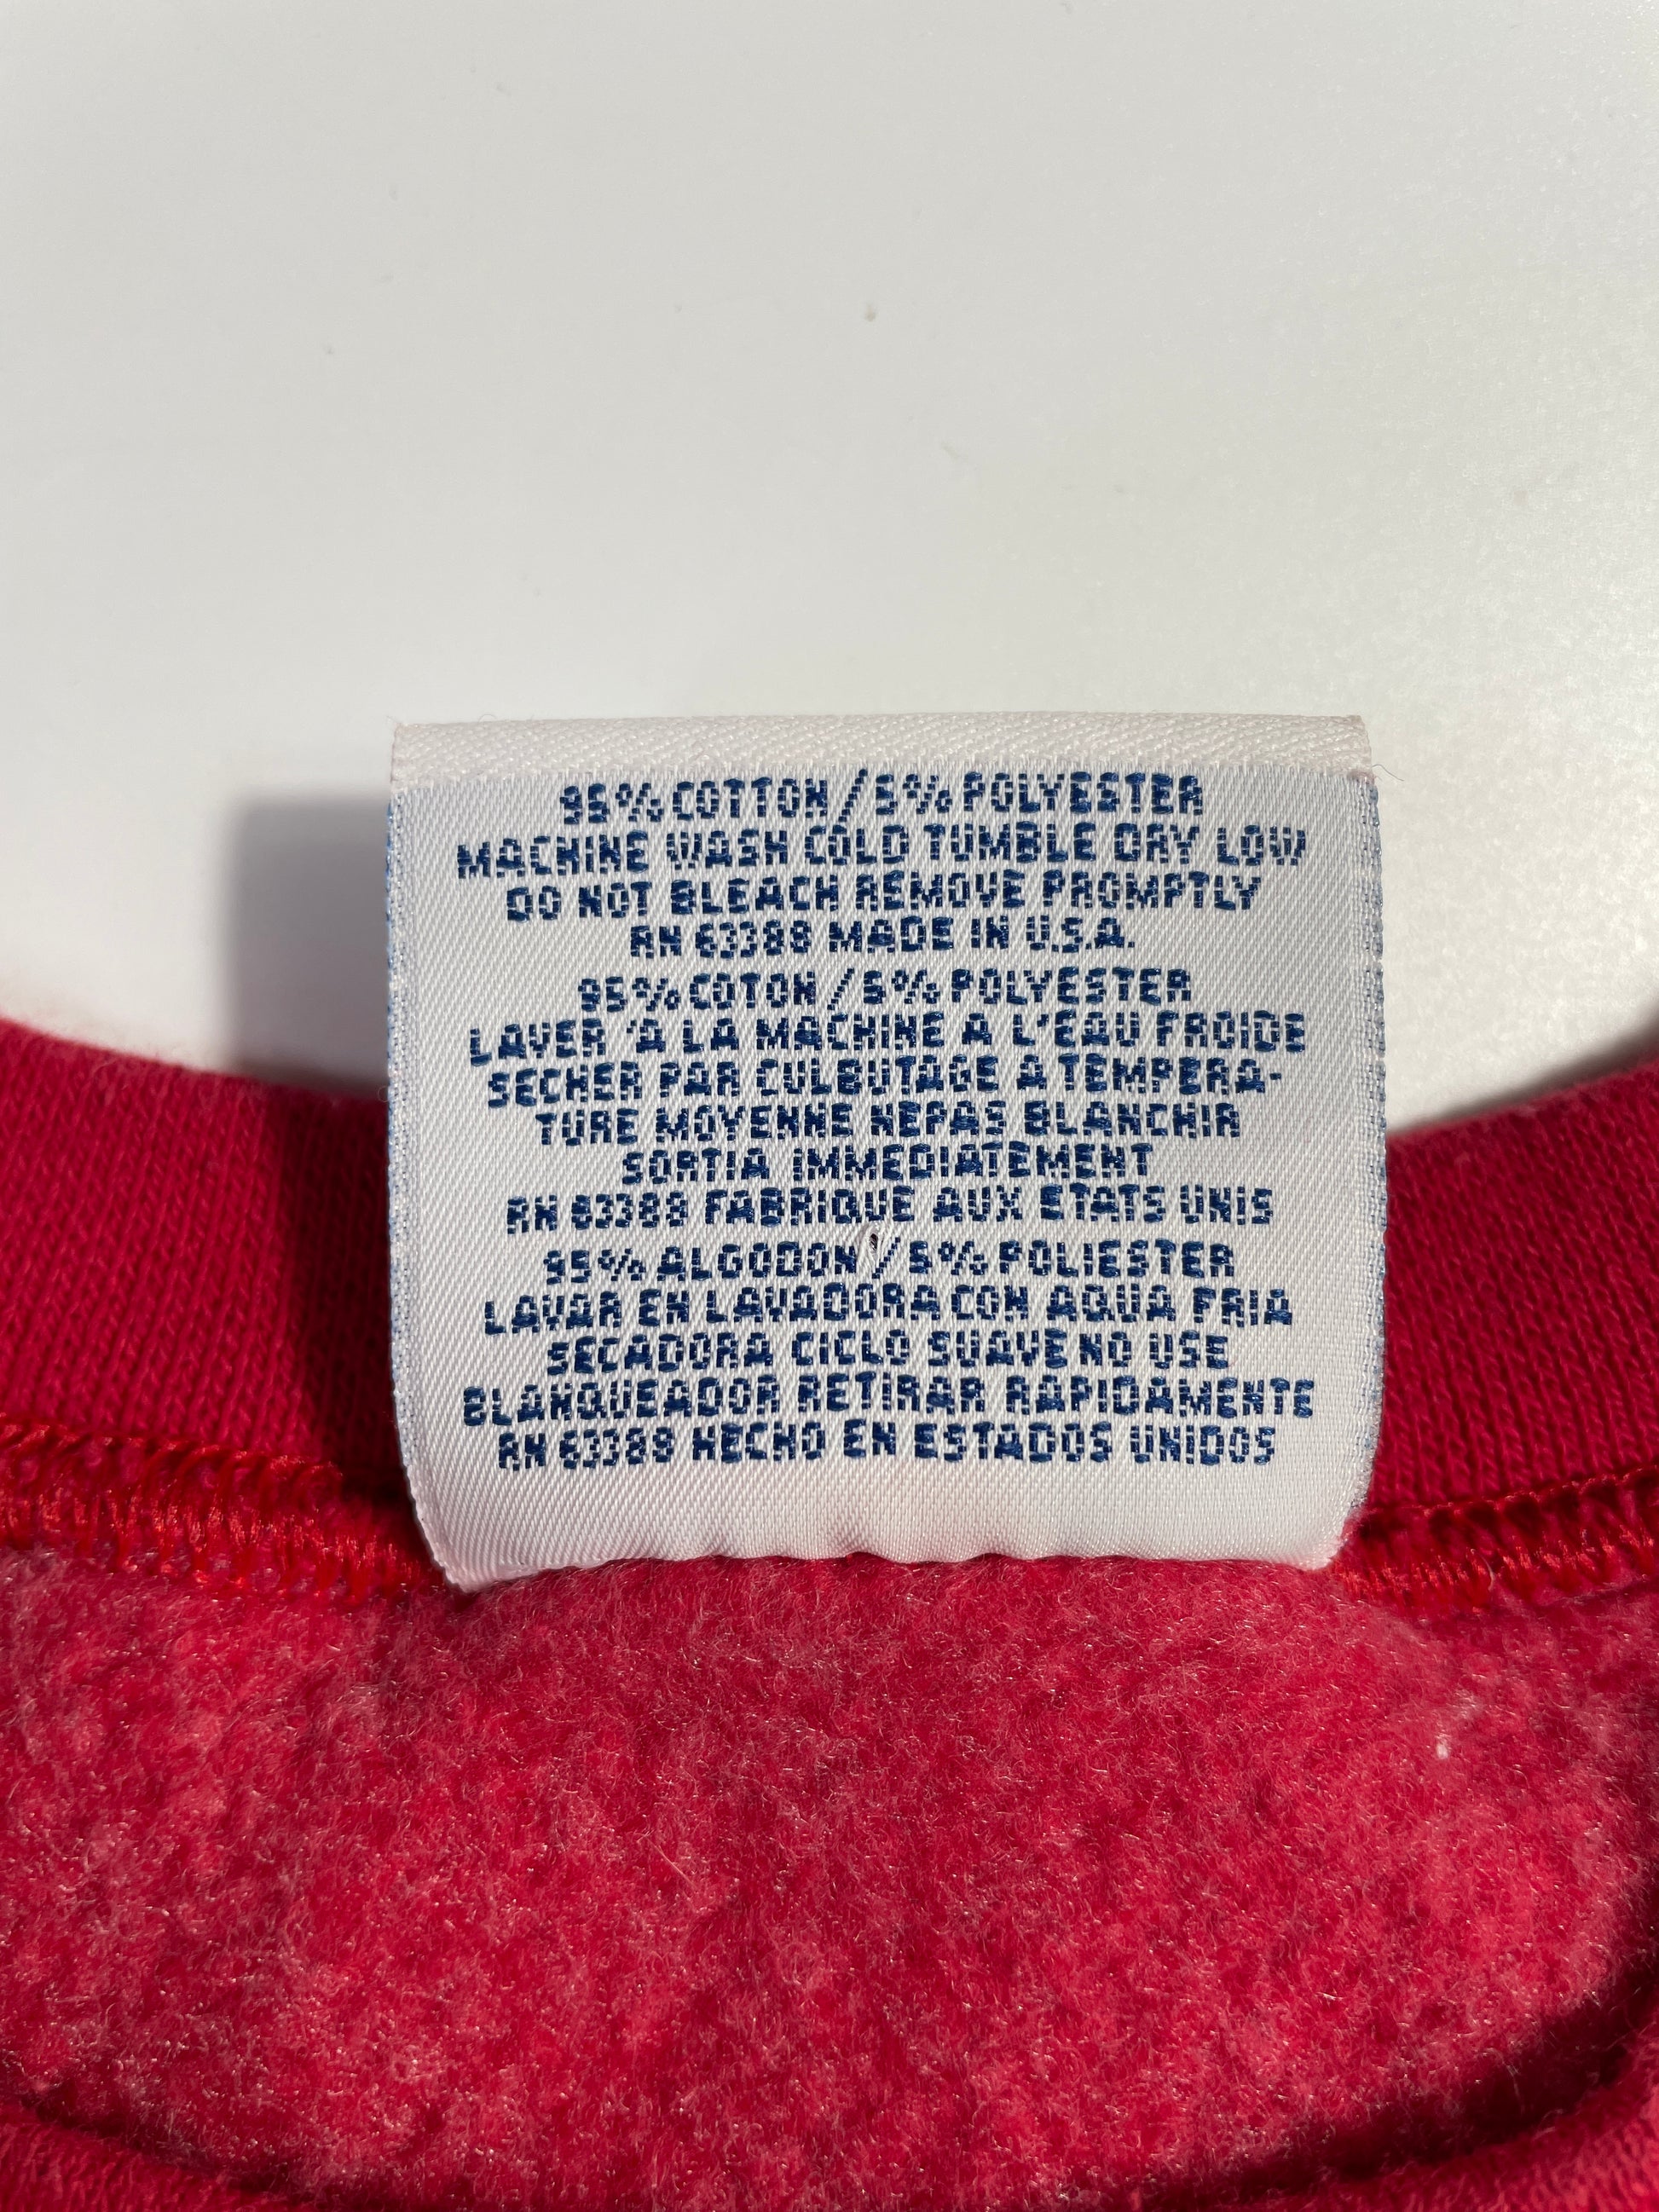 95% COTTON / 5% POLYESTER
MACHINE WASH COLD TUMBLE DRY LOW
DO NOT BLEACH REMOVE PROMPTLY
RN 63388 MADE IN U.S.A.
95% COTON / 5% POLYESTER
LAVER 'A LA MACHINE A L'EAU FROIDE
SECHER PAR CULBUTAGE A TEMPERA-
TURE MOYENNE NEPAS BLANCHIR
SORTIA IMMEDIATEMENT
RN 63388 FABRIQUE AUX ETATS UNIS
95% ALGODON / 5% POLIESTER
LAVAR EN LAVADORA CON AQUA FRIA
SECADORA CICLO SUAVE NO USE
BLANQUEADOR RETIRAR RAPIDAMENTE
RN 63388 HECHO EN ESTADOS UNIDOS